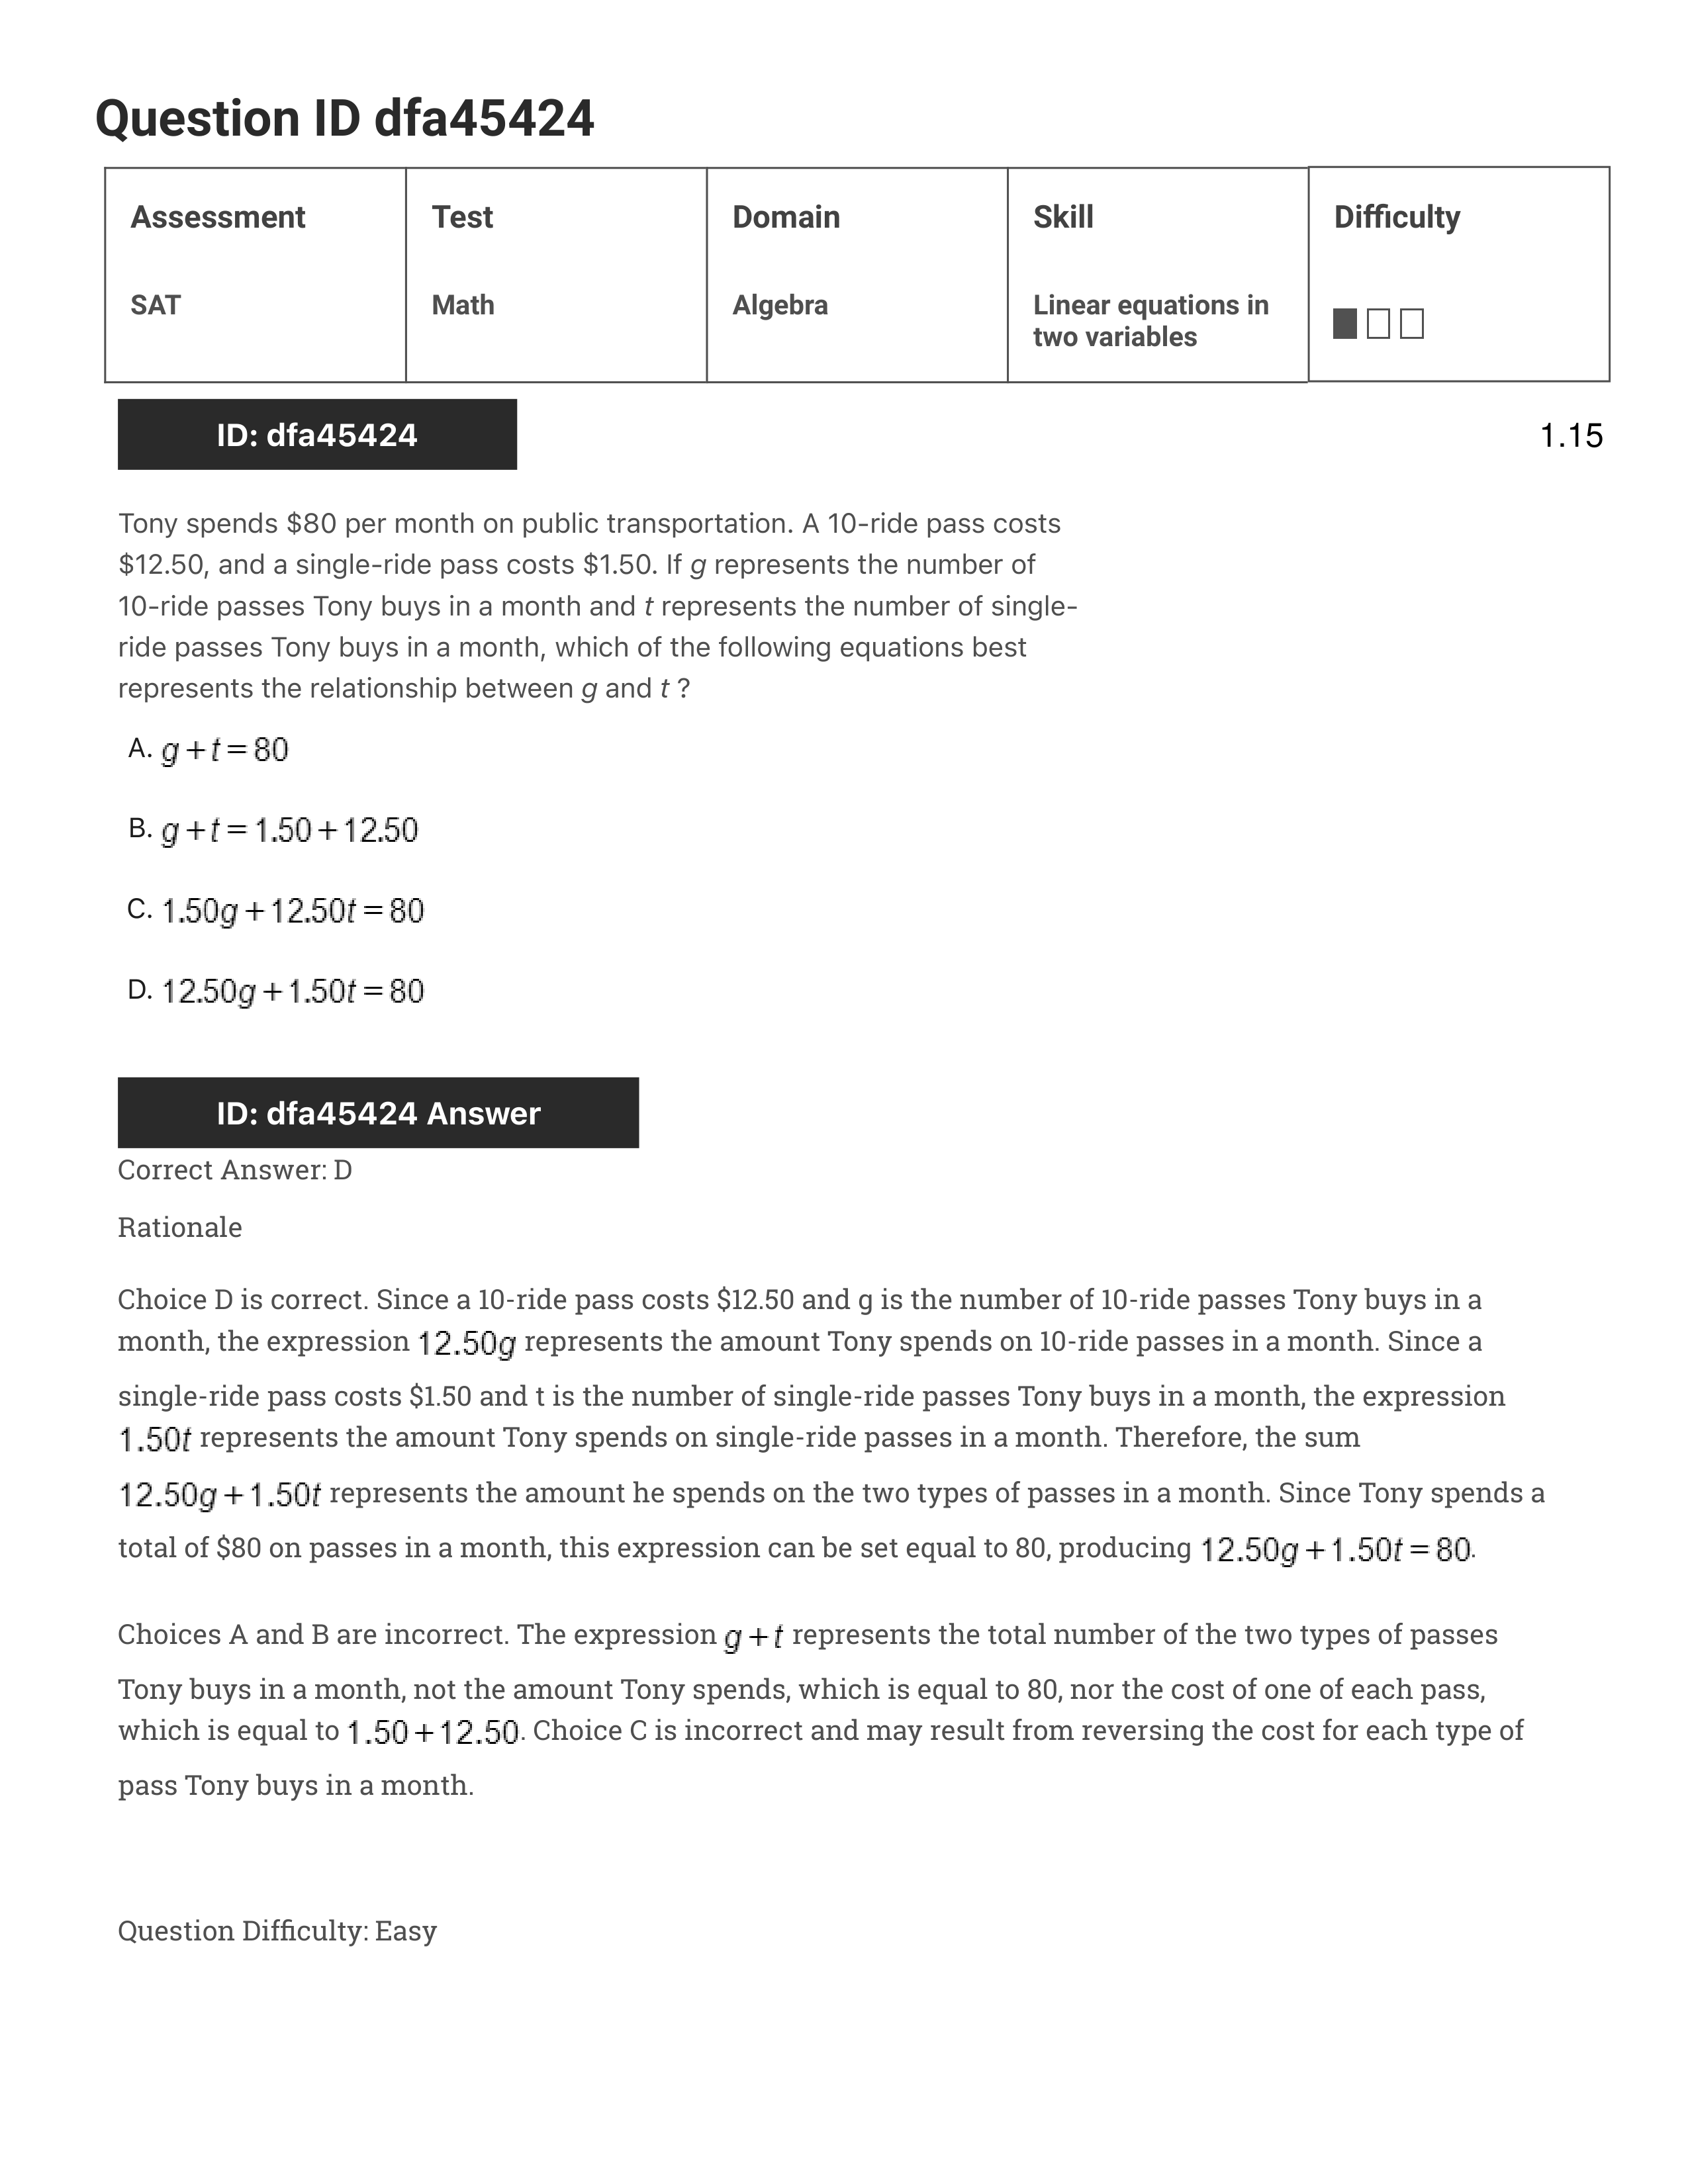 Question ID dfa45424
Assessment Test Domain Skill Difficulty
SAT Math Algebra Linear equations in
two variables
ID: dfa45424 1.15
Tony spends $80 per month on public transportation. A 10-ride pass costs
$12.50, and a single-ride pass costs $1.50. If g represents the number of
10-ride passes Tony buys in a month and t represents the number of single-
ride passes Tony buys in a month, which of the following equations best
represents the relationship between g and t ?
A. g + t = 80
B. g + t = 1.50 + 12.50
C. 1.50g + 12.50t = 80
D. 12.50g + 1.50t = 80
ID: dfa45424 Answer
Correct Answer: D
Rationale
Choice D is correct. Since a 10-ride pass costs $12.50 and g is the number of 10-ride passes Tony buys in a
month, the expression 12.50g represents the amount Tony spends on 10-ride passes in a month. Since a
single-ride pass costs $1.50 and t is the number of single-ride passes Tony buys in a month, the expression
1.50t represents the amount Tony spends on single-ride passes in a month. Therefore, the sum
12.50g + 1.50t represents the amount he spends on the two types of passes in a month. Since Tony spends a
total of $80 on passes in a month, this expression can be set equal to 80, producing 12.50g + 1.50t = 80.
Choices A and B are incorrect. The expression g + t represents the total number of the two types of passes
Tony buys in a month, not the amount Tony spends, which is equal to 80, nor the cost of one of each pass,
which is equal to 1.50 + 12.50. Choice C is incorrect and may result from reversing the cost for each type of
pass Tony buys in a month.
Question Difficulty: Easy